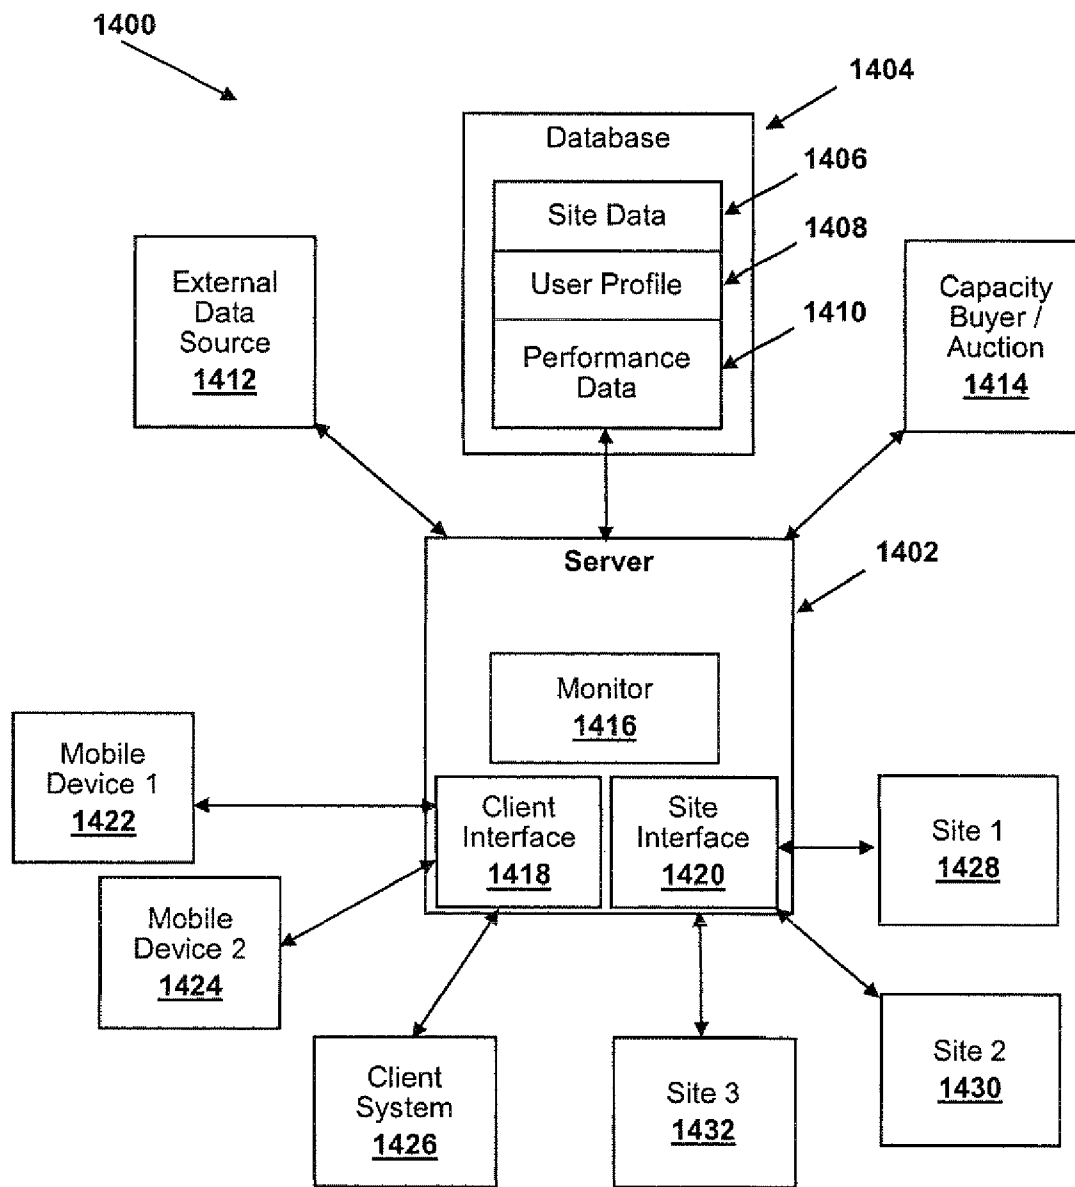 1400
1404
Database
1406
Site Data
1408
User Profile
1410
Performance
Data
External
Data
Source
1412
Capacity
Buyer /
Auction
1414
Server
1402
Monitor
1416
Mobile
Device 1
1422
Client
Interface
1418
Site
Interface
1420
Site 1
1428
Mobile
Device 2
1424
Client
System
1426
Site 3
1432
Site 2
1430